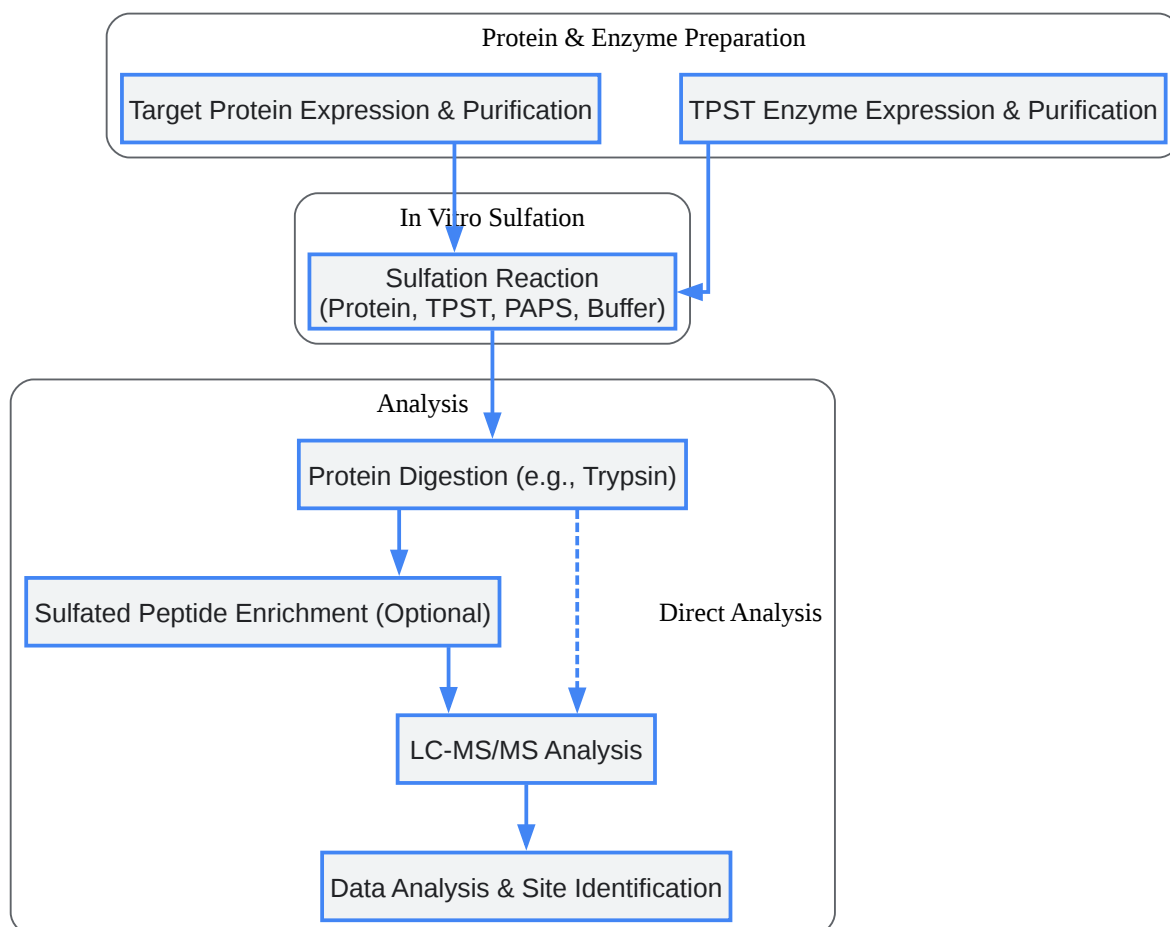 Protein & Enzyme Preparation
Target Protein Expression & Purification
TPST Enzyme Expression & Purification
In Vitro Sulfation
Sulfation Reaction
(Protein, TPST, PAPS, Buffer)
Analysis
Protein Digestion (e.g., Trypsin)
Sulfated Peptide Enrichment (Optional)
Direct Analysis
LC-MS/MS Analysis
Data Analysis & Site Identification